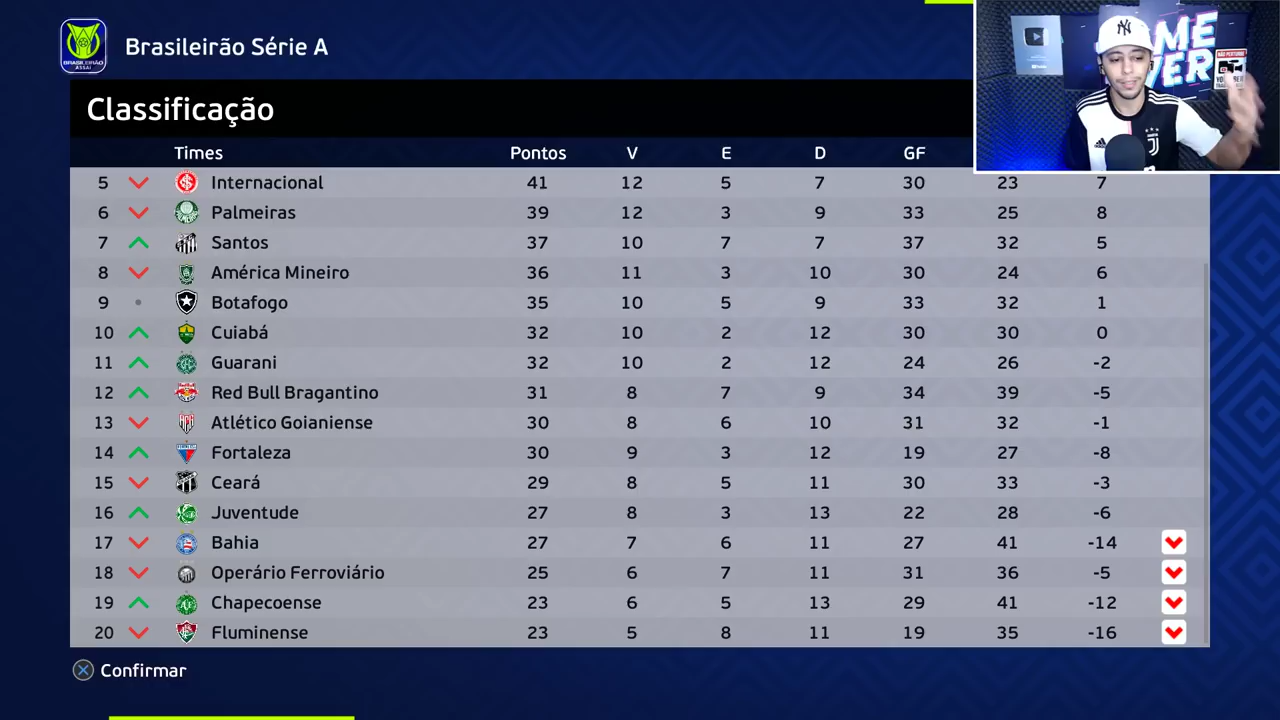 Brasileirão Série A
Classificação
Times Pontos V E D GF
5 Internacional 41 12 5 7 30 23 7
6 Palmeiras 39 12 3 9 33 25 8
7 Santos 37 10 7 7 37 32 5
8 América Mineiro 36 11 3 10 30 24 6
9 Botafogo 35 10 5 9 33 32 1
10 Cuiabá 32 10 2 12 30 30 0
11 Guarani 32 10 2 12 24 26 -2
12 Red Bull Bragantino 31 8 7 9 34 39 -5
13 Atlético Goianiense 30 8 6 10 31 32 -1
14 Fortaleza 30 9 3 12 19 27 -8
15 Ceará 29 8 5 11 30 33 -3
16 Juventude 27 8 3 13 22 28 -6
17 Bahia 27 7 6 11 27 41 -14
18 Operário Ferroviário 25 6 7 11 31 36 -5
19 Chapecoense 23 6 5 13 29 41 -12
20 Fluminense 23 5 8 11 19 35 -16
Confirmar